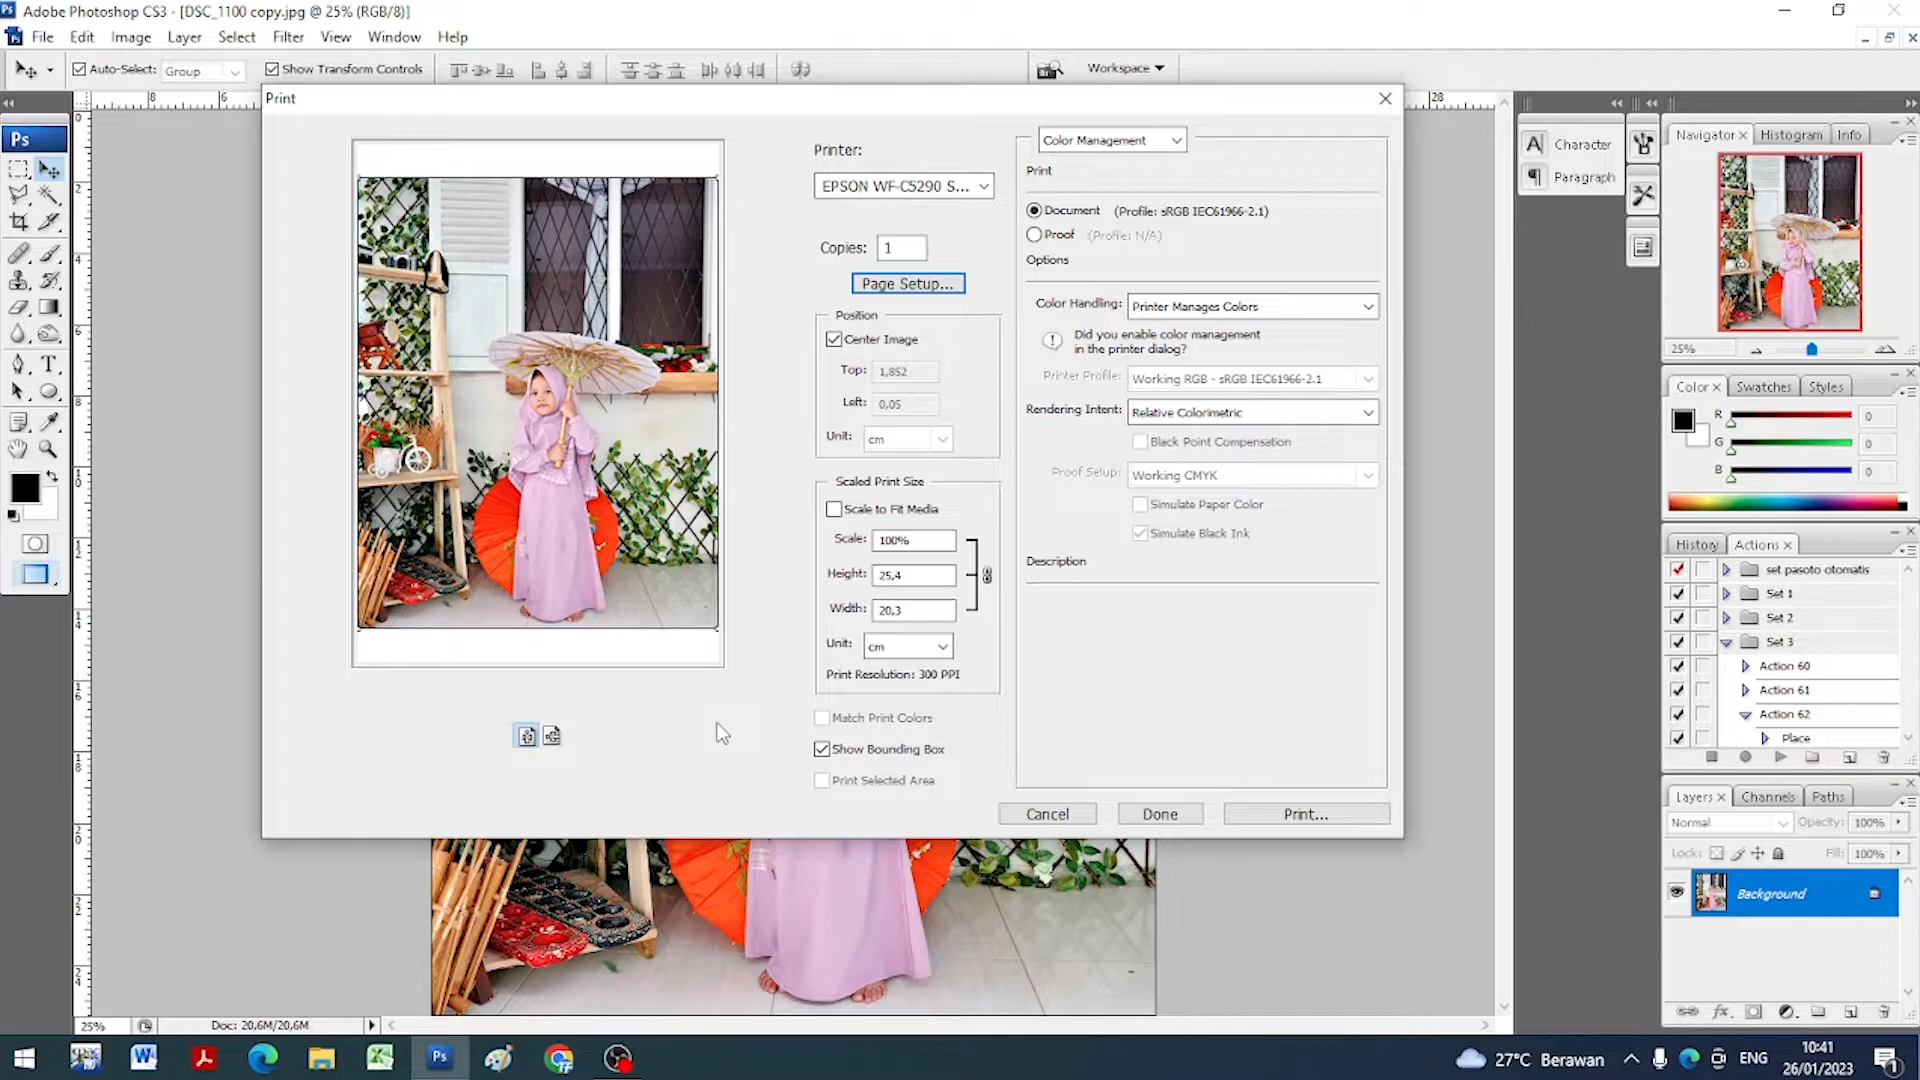 Adobe Photoshop CS3 - [DSC_1100 copy.jpg @ 25% (RGB/8)]
File Edit Image Layer Select Filter View Window Help
Auto-Select: Group Show Transform Controls Workspace
Print
Printer:
EPSON WF-C5290 S...
Copies: 1
Page Setup...
Position
Center Image
Top: 1,852
Left: 0,05
Unit: cm
Scaled Print Size
Scale to Fit Media
Scale: 100%
Height: 25,4
Width: 20,3
Unit: cm
Print Resolution: 300 PPI
Match Print Colors
Show Bounding Box
Print Selected Area
Color Management
Print
Document (Profile: sRGB IEC61966-2.1)
Proof (Profile: N/A)
Options
Color Handling: Printer Manages Colors
Did you enable color management
in the printer dialog?
Printer Profile: Working RGB - sRGB IEC61966-2.1
Rendering Intent: Relative Colorimetric
Black Point Compensation
Proof Setup: Working CMYK
Simulate Paper Color
Simulate Black Ink
Description
Cancel Done Print...
Ps
Character
Paragraph
Navigator Histogram Info
25%
Color Swatches Styles
R 0
G 0
B 0
History Actions
set pasoto otomatis
Set 1
Set 2
Set 3
Action 60
Action 61
Action 62
Place
Layers Channels Paths
Normal Opacity: 100%
Lock: Fill: 100%
Background
25% Doc: 20,6M/20,6M
27°C Berawan ENG 10:41
26/01/2023